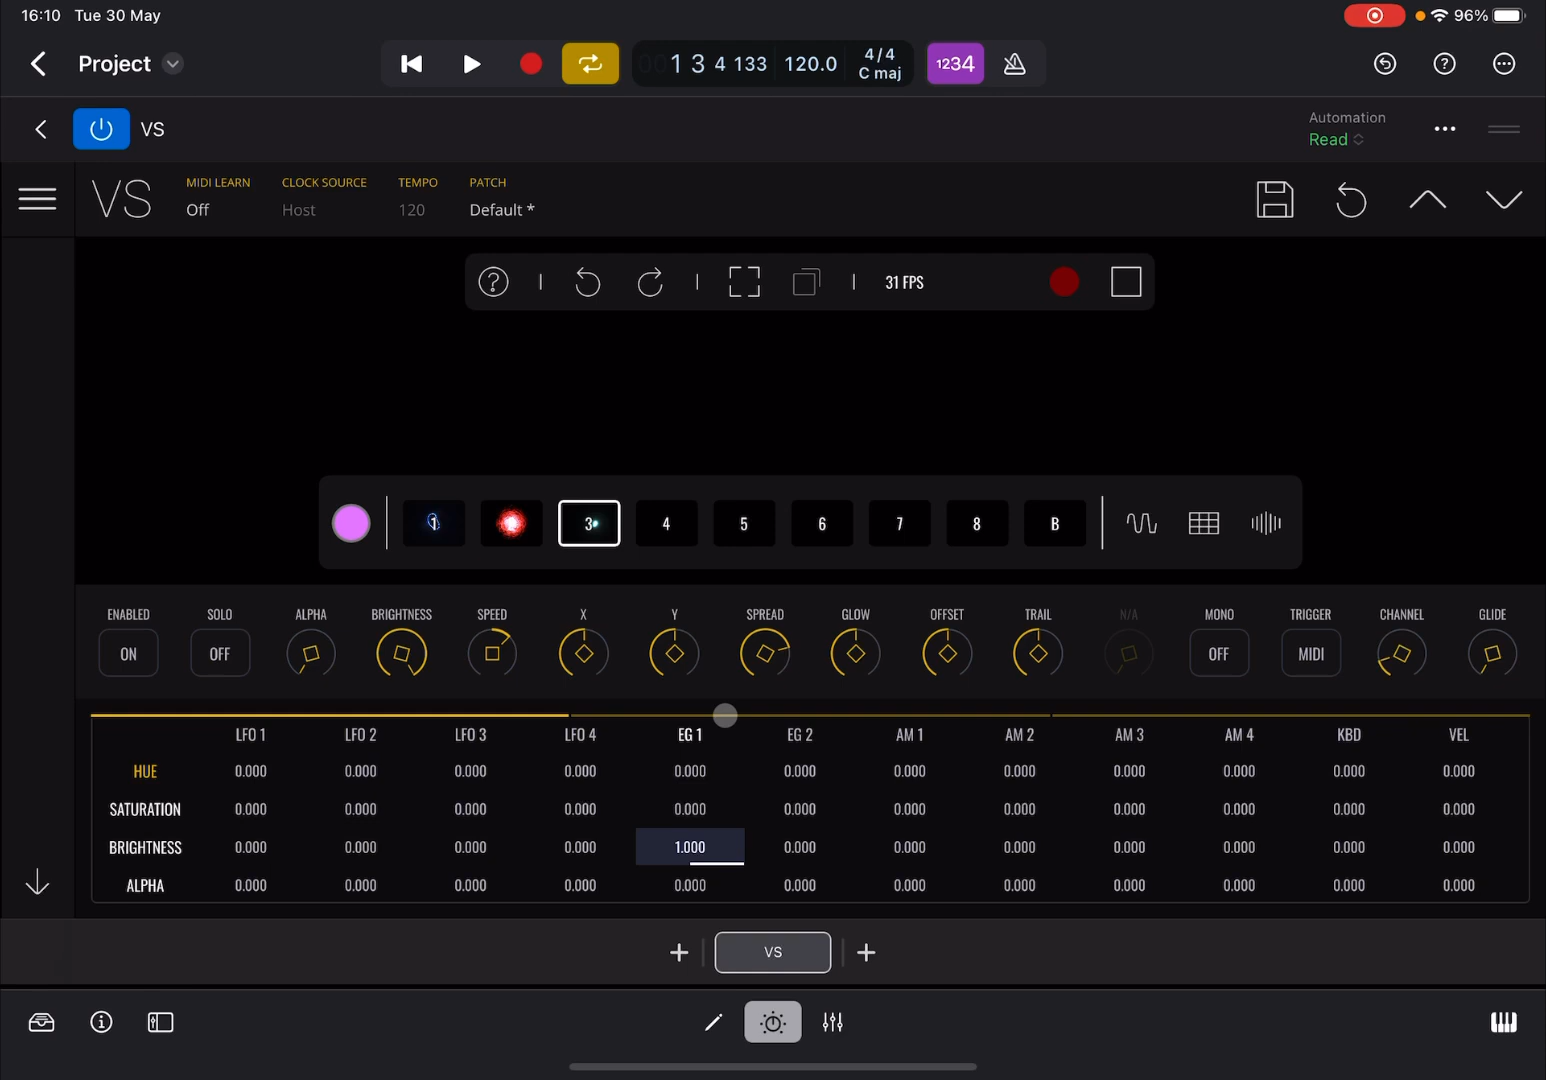 16:10 Tue 30 May 96%
Project 00 1 3 4 133 120.0 4/4 C maj 1234
VS Automation Read
VS MIDI LEARN CLOCK SOURCE TEMPO PATCH
Off Host 120 Default *
31 FPS
1 3 4 5 6 7 8 B
ENABLED SOLO ALPHA BRIGHTNESS SPEED X Y SPREAD GLOW OFFSET TRAIL N/A MONO TRIGGER CHANNEL GLIDE
ON OFF OFF MIDI
LFO 1 LFO 2 LFO 3 LFO 4 EG 1 EG 2 AM 1 AM 2 AM 3 AM 4 KBD VEL
HUE 0.000 0.000 0.000 0.000 0.000 0.000 0.000 0.000 0.000 0.000 0.000 0.000
SATURATION 0.000 0.000 0.000 0.000 0.000 0.000 0.000 0.000 0.000 0.000 0.000 0.000
BRIGHTNESS 0.000 0.000 0.000 0.000 1.000 0.000 0.000 0.000 0.000 0.000 0.000 0.000
ALPHA 0.000 0.000 0.000 0.000 0.000 0.000 0.000 0.000 0.000 0.000 0.000 0.000
VS